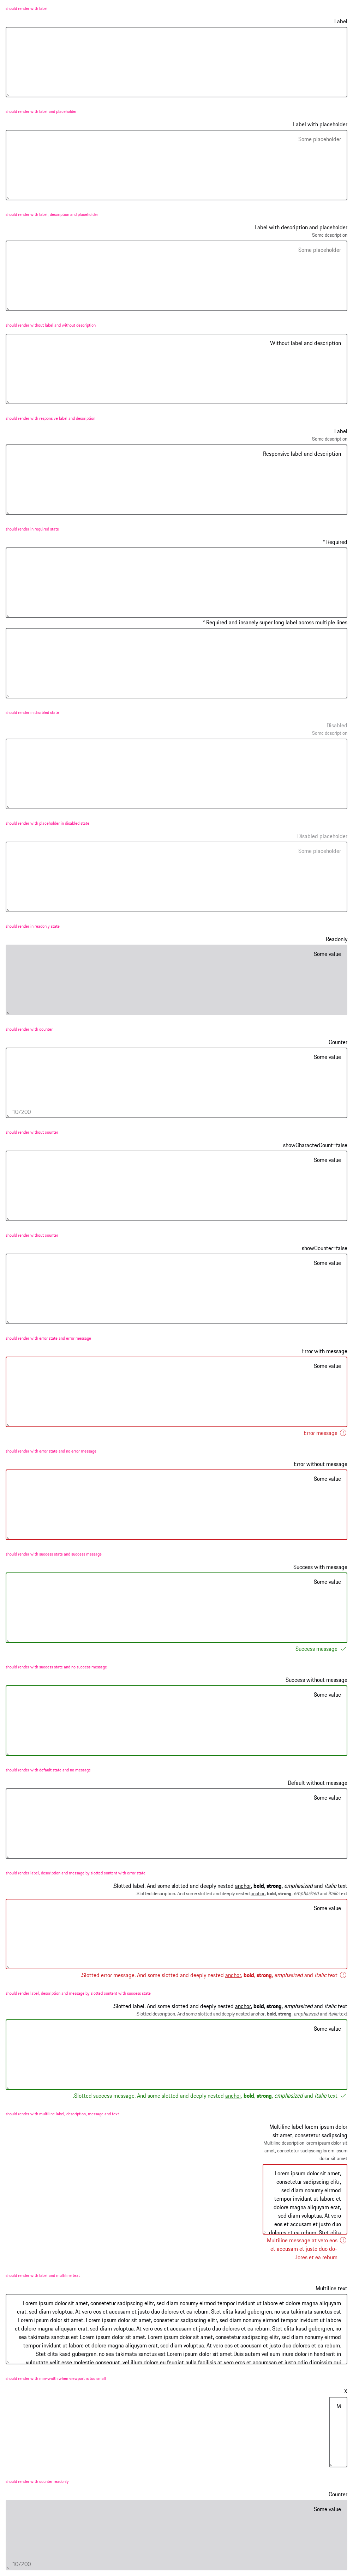 should render with label
Label
should render with label and placeholder
Label with placeholder
Some placeholder
should render with label, description and placeholder
Label with description and placeholder
Some description
Some placeholder
should render without label and without description
Without label and description
should render with responsive label and description
Label
Some description
Responsive label and description
should render in required state
* Required
* Required and insanely super long label across multiple lines
should render in disabled state
Disabled
Some description
should render with placeholder in disabled state
Disabled placeholder
Some placeholder
should render in readonly state
Readonly
Some value
should render with counter
Counter
Some value
10/200
should render without counter
showCharacterCount=false
Some value
should render without counter
showCounter=false
Some value
should render with error state and error message
Error with message
Some value
Error message
should render with error state and no error message
Error without message
Some value
should render with success state and success message
Success with message
Some value
Success message
should render with success state and no success message
Success without message
Some value
should render with default state and no message
Default without message
Some value
should render label, description and message by slotted content with error state
.Slotted label. And some slotted and deeply nested anchor, bold, strong, emphasized and italic text
.Slotted description. And some slotted and deeply nested anchor, bold, strong, emphasized and italic text
Some value
.Slotted error message. And some slotted and deeply nested anchor, bold, strong, emphasized and italic text
should render label, description and message by slotted content with success state
.Slotted label. And some slotted and deeply nested anchor, bold, strong, emphasized and italic text
.Slotted description. And some slotted and deeply nested anchor, bold, strong, emphasized and italic text
Some value
.Slotted success message. And some slotted and deeply nested anchor, bold, strong, emphasized and italic text
should render with multiline label, description, message and text
Multiline label lorem ipsum dolor
sit amet, consetetur sadipscing
Multiline description lorem ipsum dolor sit
amet, consetetur sadipscing lorem ipsum
dolor sit amet
Lorem ipsum dolor sit amet,
consetetur sadipscing elitr,
sed diam nonumy eirmod
tempor invidunt ut labore et
dolore magna aliquyam erat,
sed diam voluptua. At vero
eos et accusam et justo duo
dolores et ea rebum. Stet clita
Multiline message at vero eos
et accusam et justo duo do-
.lores et ea rebum
should render with label and multiline text
Multiline text
Lorem ipsum dolor sit amet, consetetur sadipscing elitr, sed diam nonumy eirmod tempor invidunt ut labore et dolore magna aliquyam
erat, sed diam voluptua. At vero eos et accusam et justo duo dolores et ea rebum. Stet clita kasd gubergren, no sea takimata sanctus est
Lorem ipsum dolor sit amet. Lorem ipsum dolor sit amet, consetetur sadipscing elitr, sed diam nonumy eirmod tempor invidunt ut labore
et dolore magna aliquyam erat, sed diam voluptua. At vero eos et accusam et justo duo dolores et ea rebum. Stet clita kasd gubergren, no
sea takimata sanctus est Lorem ipsum dolor sit amet. Lorem ipsum dolor sit amet, consetetur sadipscing elitr, sed diam nonumy eirmod
tempor invidunt ut labore et dolore magna aliquyam erat, sed diam voluptua. At vero eos et accusam et justo duo dolores et ea rebum.
Stet clita kasd gubergren, no sea takimata sanctus est Lorem ipsum dolor sit amet.Duis autem vel eum iriure dolor in hendrerit in
vulputate velit esse molestie consequat, vel illum dolore eu feugiat nulla facilisis at vero eros et accumsan et iusto odio dignissim qui
should render with min-width when viewport is too small
X
M
should render with counter readonly
Counter
Some value
10/200